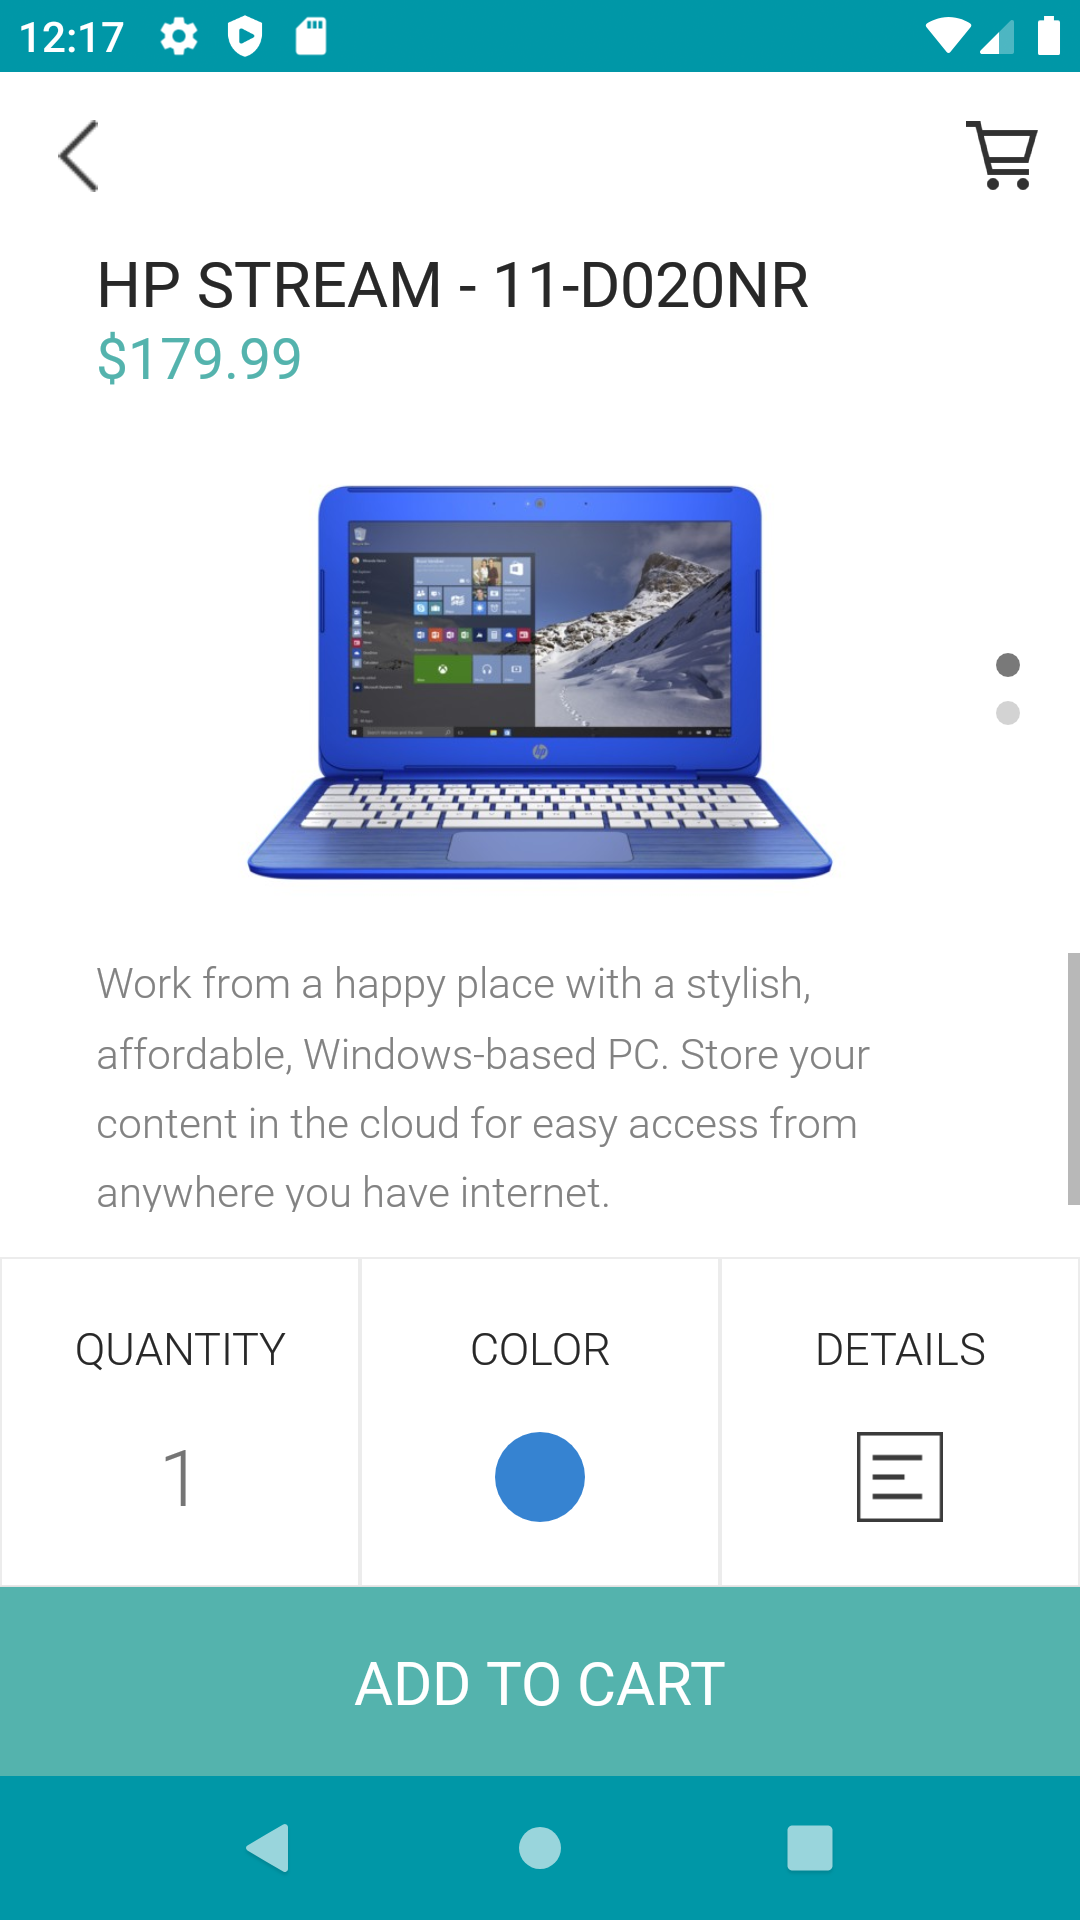 12:17
HP STREAM - 11-D020NR
$179.99
Work from a happy place with a stylish,
affordable, Windows-based PC. Store your
content in the cloud for easy access from
anywhere you have internet.
QUANTITY
COLOR
DETAILS
1
ADD TO CART